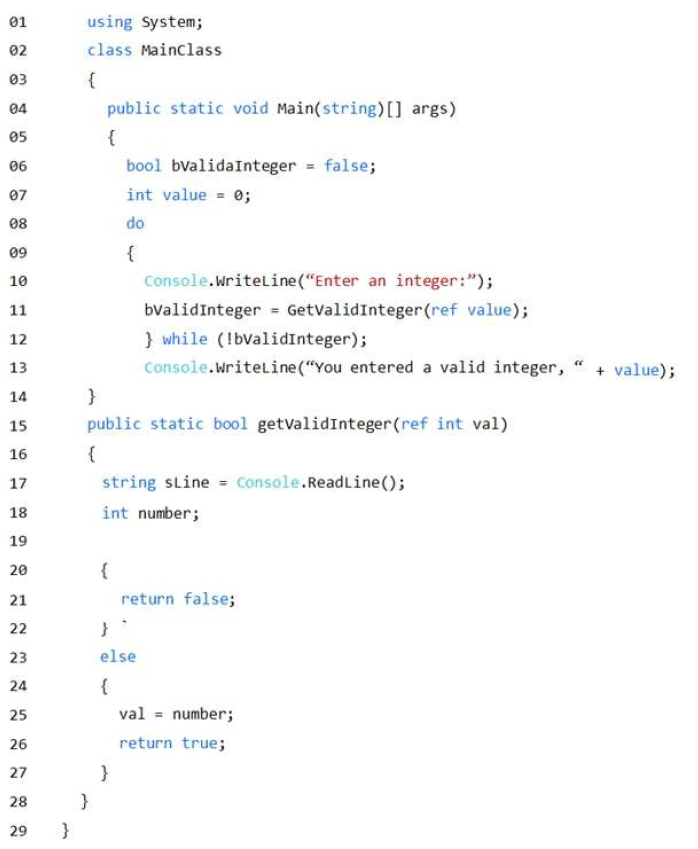 01 using System;
02 class MainClass
03 {
04 public static void Main(string)[] args)
05 {
06 bool bValidaInteger = false;
07 int value = 0;
08 do
09 {
10 Console.WriteLine(“Enter an integer:”);
11 bValidInteger = GetValidInteger(ref value);
12 } while (!bValidInteger);
13 Console.WriteLine(“You entered a valid integer, “ + value);
14 }
15 public static bool getValidInteger(ref int val)
16 {
17 string sLine = Console.ReadLine();
18 int number;
19
20 {
21 return false;
22 } `
23 else
24 {
25 val = number;
26 return true;
27 }
28 }
29 }